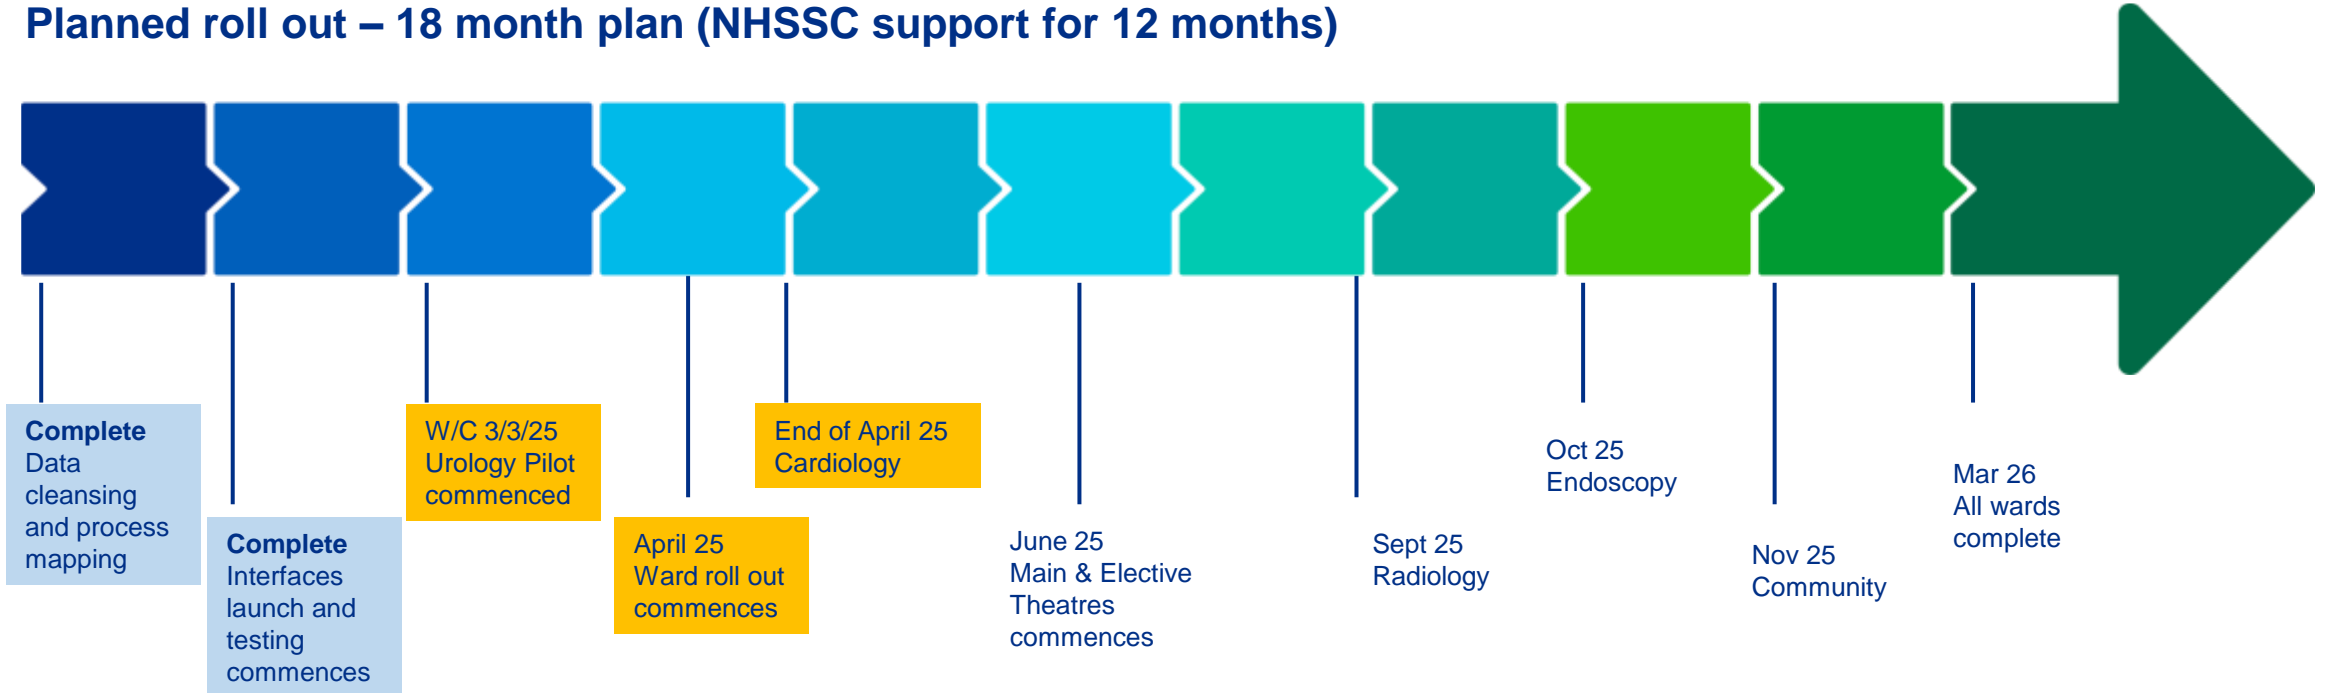 Planned roll out – 18 month plan (NHSSC support for 12 months)
Complete
Data
cleansing
and process
mapping
Complete
Interfaces
launch and
testing
commences
W/C 3/3/25
Urology Pilot
commenced
April 25
Ward roll out
commences
End of April 25
Cardiology
June 25
Main & Elective
Theatres
commences
Sept 25
Radiology
Oct 25
Endoscopy
Nov 25
Community
Mar 26
All wards
complete